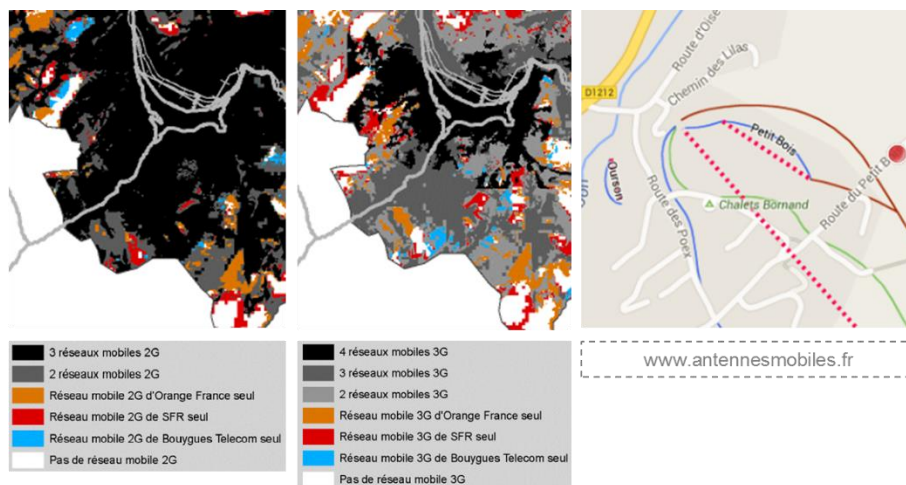 D1212
Route d'Oise
Chemin des Lilas
Petit Bois
Ourson
Route des Poëx
Chalets Bornand
Route du Petit B
3 réseaux mobiles 2G
2 réseaux mobiles 2G
Réseau mobile 2G d'Orange France seul
Réseau mobile 2G de SFR seul
Réseau mobile 2G de Bouygues Telecom seul
Pas de réseau mobile 2G
4 réseaux mobiles 3G
3 réseaux mobiles 3G
2 réseaux mobiles 3G
Réseau mobile 3G d'Orange France seul
Réseau mobile 3G de SFR seul
Réseau mobile 3G de Bouygues Telecom seul
Pas de réseau mobile 3G
www.antennesmobiles.fr